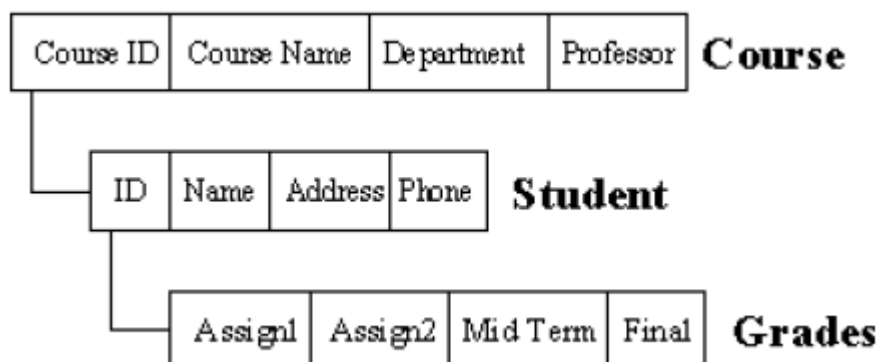 Course ID Course Name Department Professor Course
ID Name Address Phone Student
Assign1 Assign2 Mid Term Final Grades